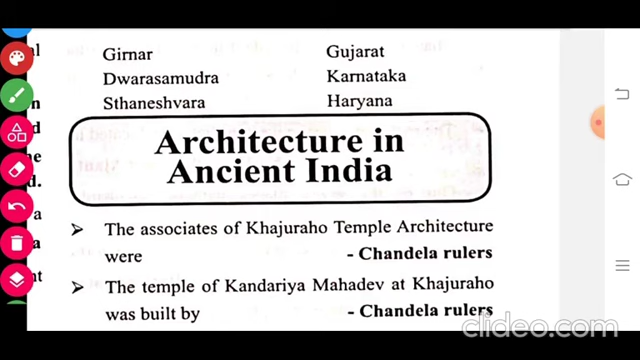 Girnar Gujarat
Dwarasamudra Karnataka
Sthaneshvara Haryana
Architecture in
Ancient India
➤ The associates of Khajuraho Temple Architecture
were - Chandela rulers
➤ The temple of Kandariya Mahadev at Khajuraho
was built by - Chandela rulers
clideo.com